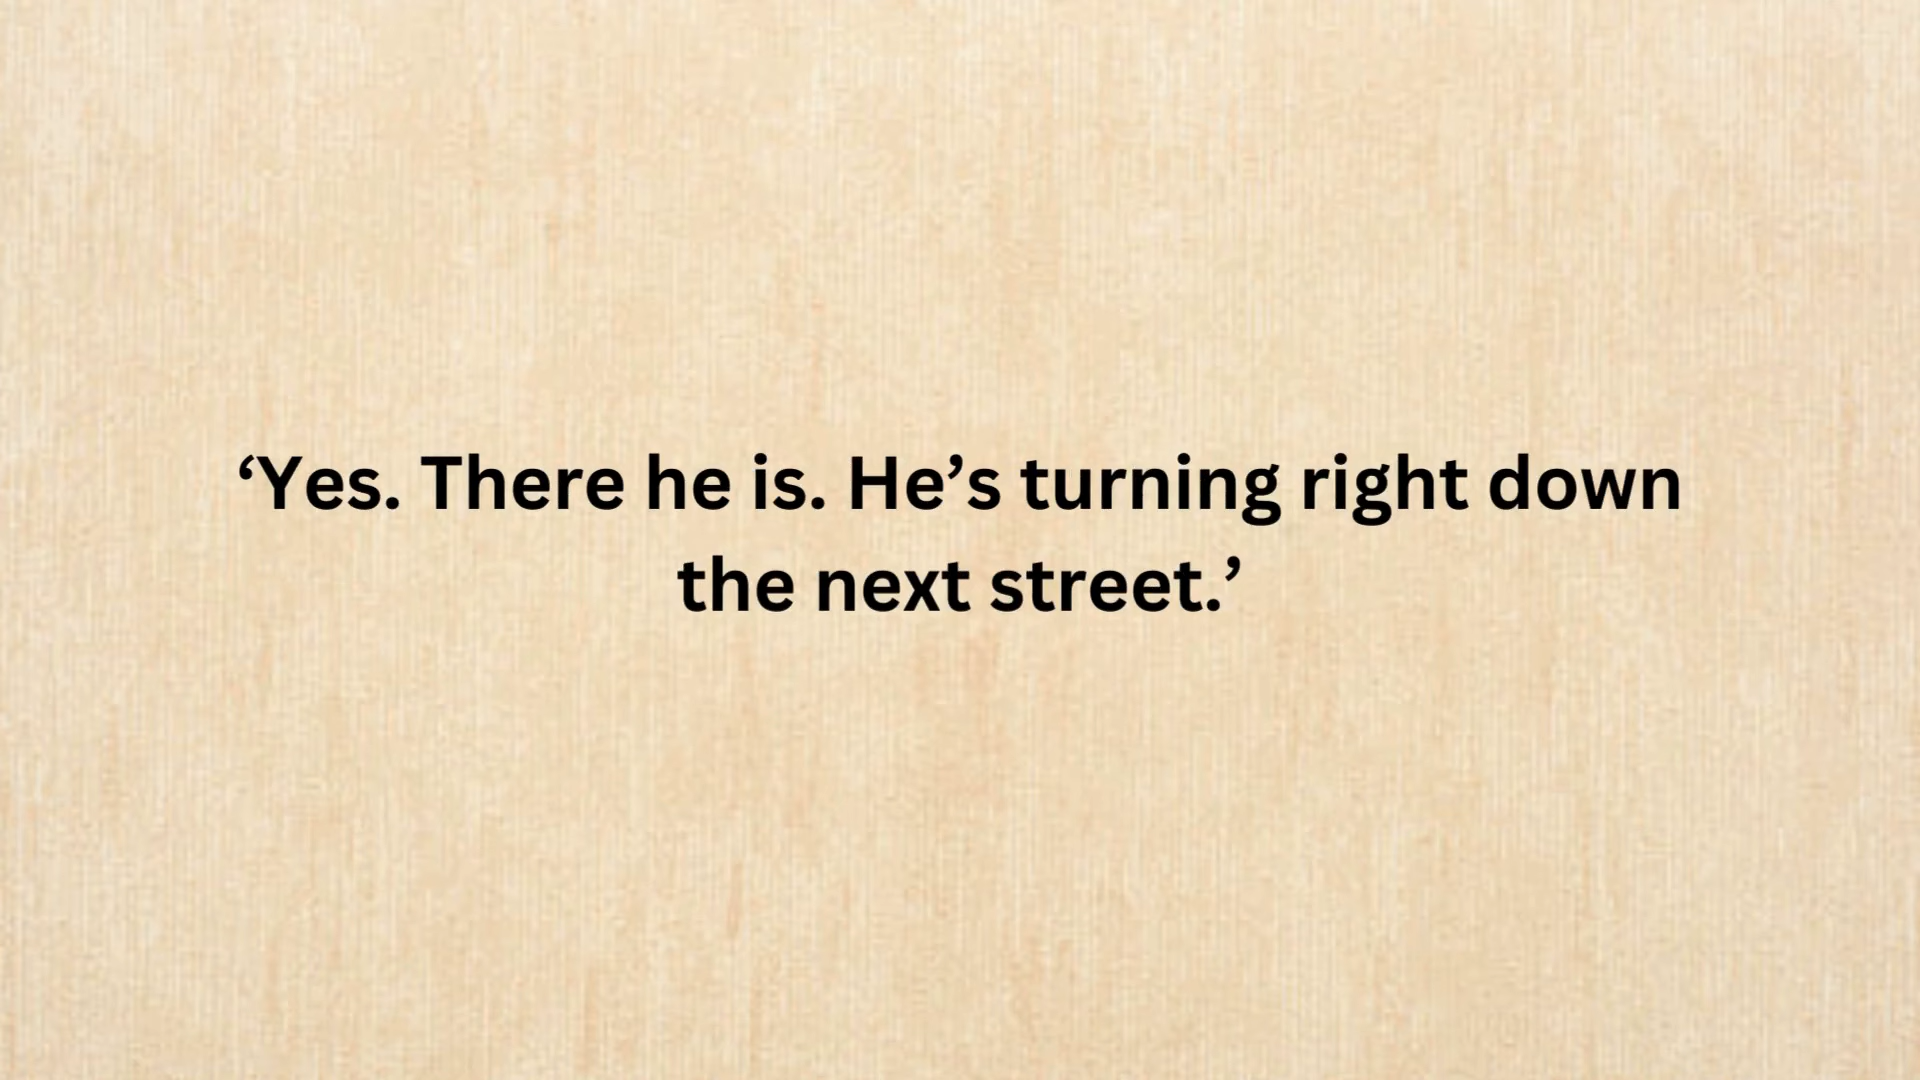 ‘Yes. There he is. He’s turning right down
the next street.’